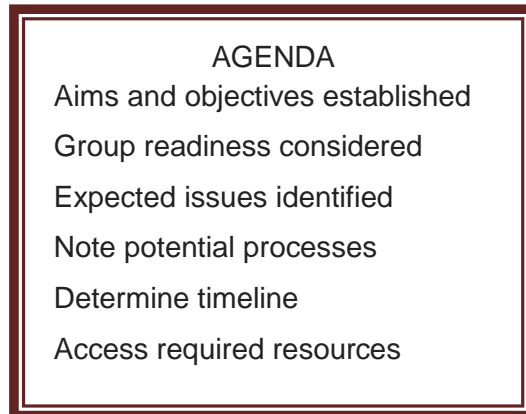 AGENDA
Aims and objectives established
Group readiness considered
Expected issues identified
Note potential processes
Determine timeline
Access required resources